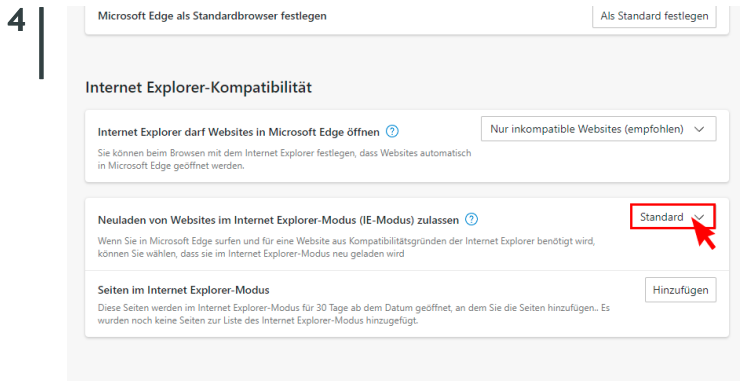 4
Microsoft Edge als Standardbrowser festlegen
Als Standard festlegen
Internet Explorer-Kompatibilität
Internet Explorer darf Websites in Microsoft Edge öffnen ?
Nur inkompatible Websites (empfohlen)
Sie können beim Browsen mit dem Internet Explorer festlegen, dass Websites automatisch
in Microsoft Edge geöffnet werden.
Neuladen von Websites im Internet Explorer-Modus (IE-Modus) zulassen ?
Standard
Wenn Sie in Microsoft Edge surfen und für eine Website aus Kompatibilitätsgründen der Internet Explorer benötigt wird,
können Sie wählen, dass sie im Internet Explorer-Modus neu geladen wird
Seiten im Internet Explorer-Modus
Hinzufügen
Diese Seiten werden im Internet Explorer-Modus für 30 Tage ab dem Datum geöffnet, an dem Sie die Seiten hinzufügen.. Es
wurden noch keine Seiten zur Liste des Internet Explorer-Modus hinzugefügt.